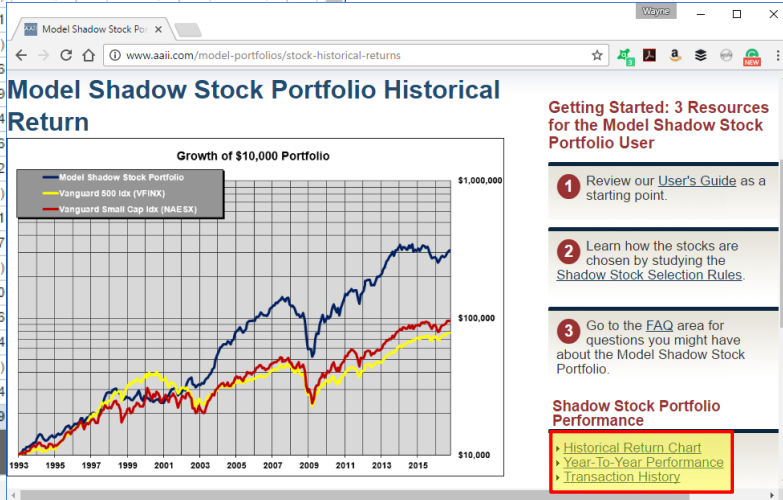 Wayne
Model Shadow Stock Por
www.aaii.com/model-portfolios/stock-historical-returns
3
NEW
Model Shadow Stock Portfolio Historical
Return
Growth of $10,000 Portfolio
Model Shadow Stock Portfolio
Vanguard 500 Idx (VFINX)
Vanguard Small Cap Idx (NAESX)
$1,000,000
$100,000
$10,000
1993 1995 1997 1999 2001 2003 2005 2007 2009 2011 2013 2015
Getting Started: 3 Resources
for the Model Shadow Stock
Portfolio User
1 Review our User's Guide as a
starting point.
2 Learn how the stocks are
chosen by studying the
Shadow Stock Selection Rules.
3 Go to the FAQ area for
questions you might have
about the Model Shadow Stock
Portfolio.
Shadow Stock Portfolio
Performance
Historical Return Chart
Year-To-Year Performance
Transaction History